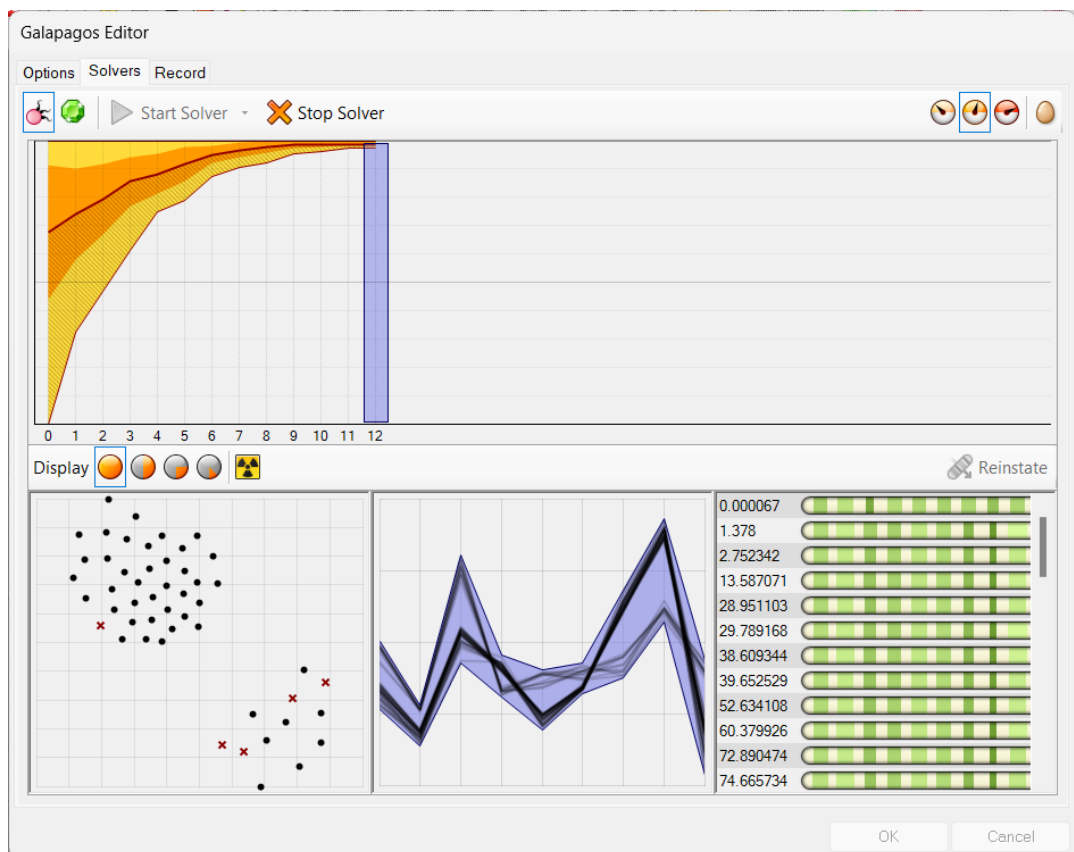 Galapagos Editor
Options Solvers Record
Start Solver Stop Solver
0 1 2 3 4 5 6 7 8 9 10 11 12
Display Reinstate
0.000067
1.378
2.752342
13.587071
28.951103
29.789168
38.609344
39.652529
52.634108
60.379926
72.890474
74.665734
OK Cancel